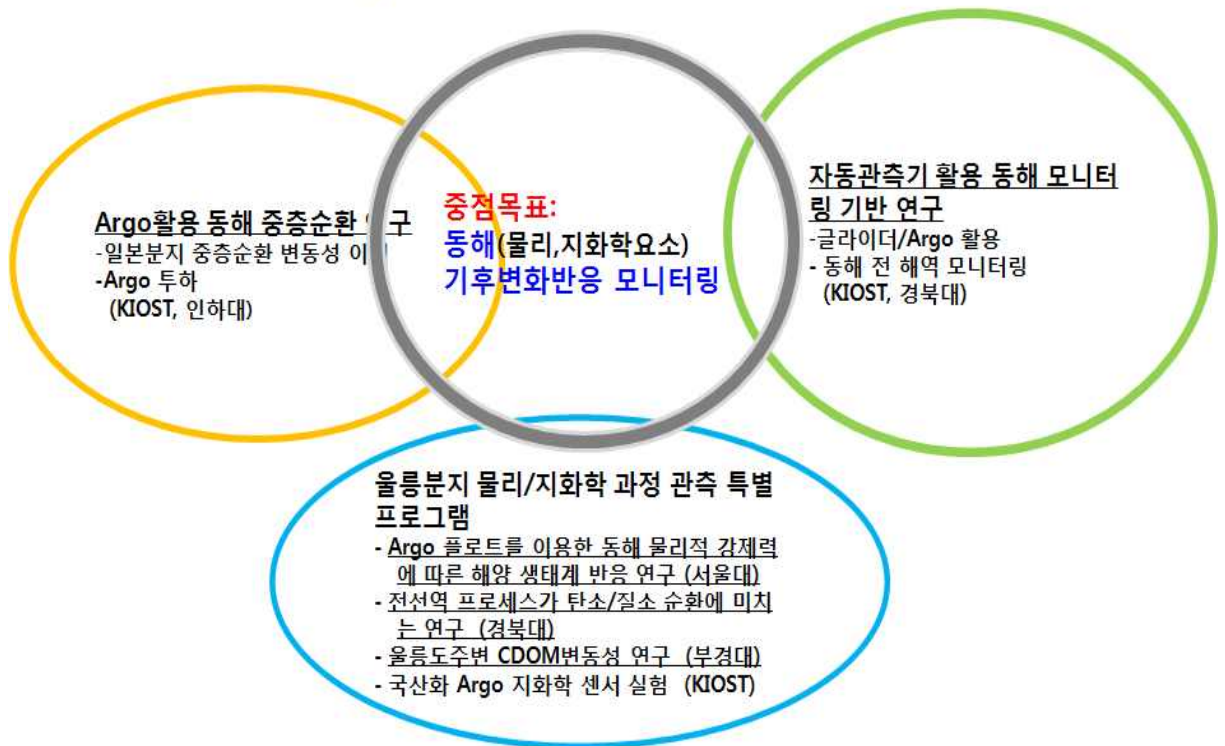 Argo활용 동해 중층순환 구
-일본분지 중층순환 변동성 이
-Argo 투하
(KIOST, 인하대)
중점목표:
동해(물리,지화학요소)
기후변화반응 모니터링
자동관측기 활용 동해 모니터
링 기반 연구
-글라이더/Argo 활용
- 동해 전 해역 모니터링
(KIOST, 경북대)
울릉분지 물리/지화학 과정 관측 특별
프로그램
- Argo 플로트를 이용한 동해 물리적 강제력
에 따른 해양 생태계 반응 연구 (서울대)
- 전선역 프로세스가 탄소/질소 순환에 미치
는 연구 (경북대)
- 울릉도주변 CDOM변동성 연구 (부경대)
- 국산화 Argo 지화학 센서 실험 (KIOST)